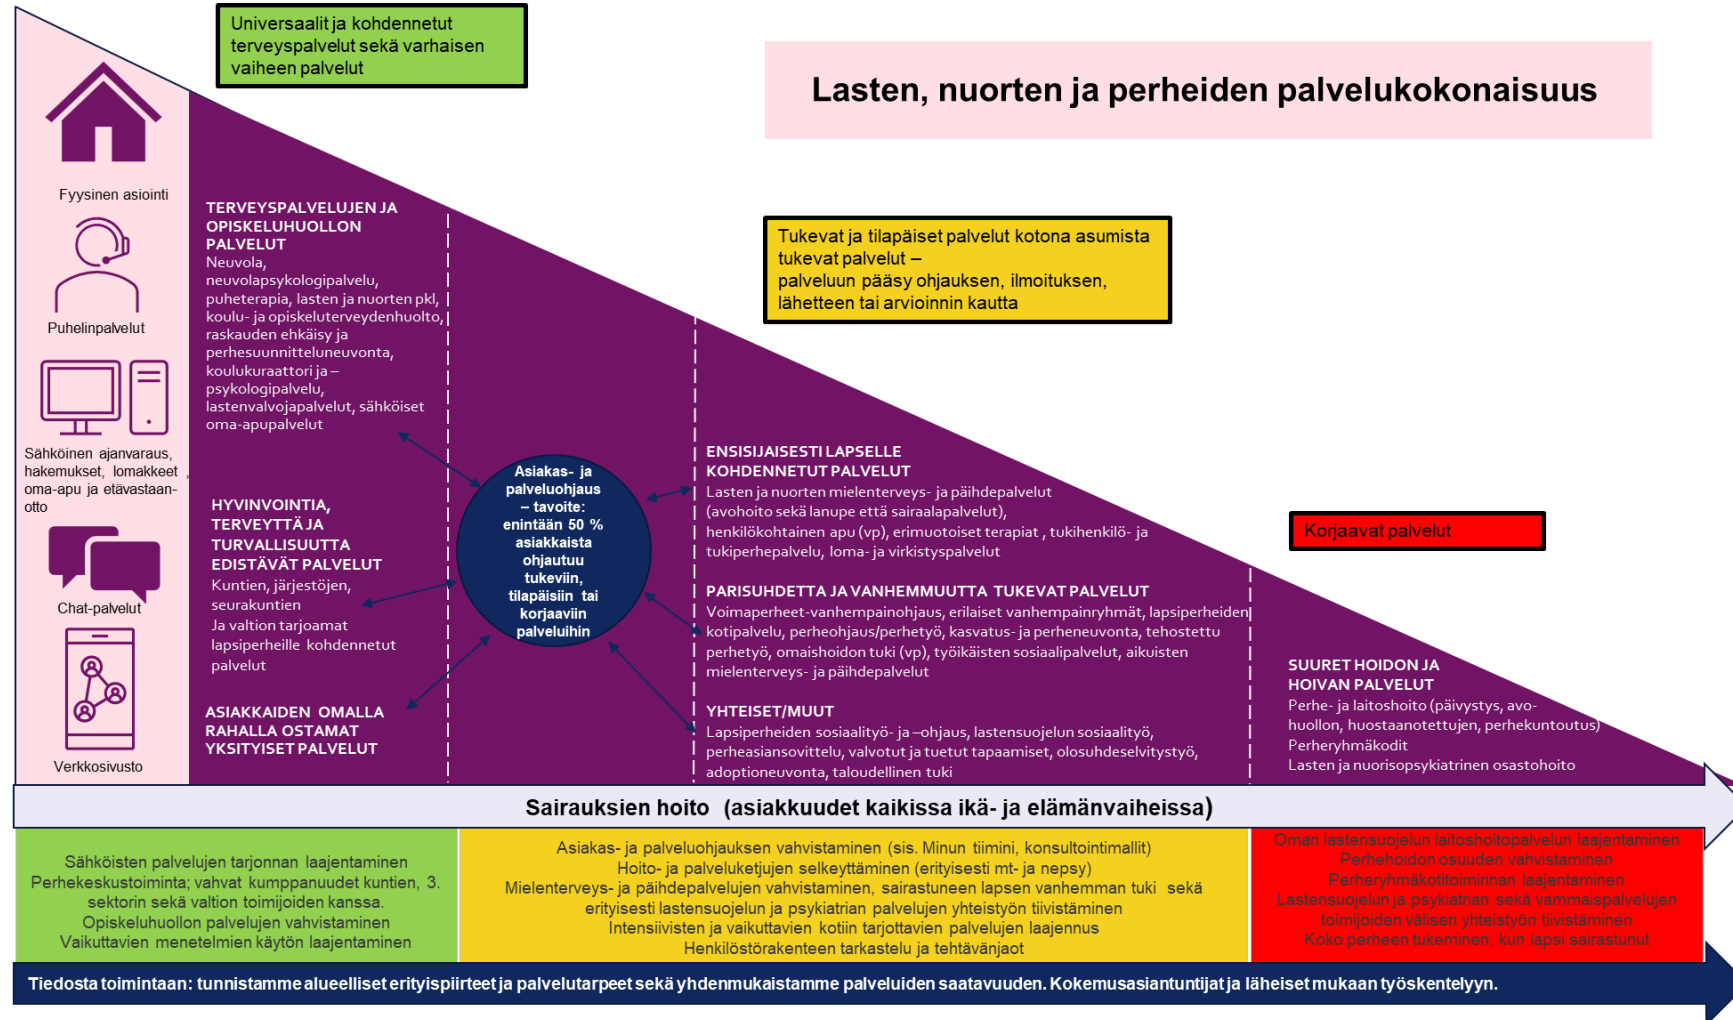 Universaalit ja kohdennetut
terveyspalvelut sekä varhaisen
vaiheen palvelut
Lasten, nuorten ja perheiden palvelukokonaisuus
Fyysinen asiointi
Puhelinpalvelut
Sähköinen ajanvaraus,
hakemukset, lomakkeet ,
oma-apu ja etävastaan-
otto
Chat-palvelut
Verkkosivusto
TERVEYSPALVELUJEN JA
OPISKELUHUOLLON
PALVELUT
Neuvola,
neuvolapsykologipalvelu,
puheterapia, lasten ja nuorten pkl,
koulu- ja opiskeluterveydenhuolto,
raskauden ehkäisy ja
perhesuunnitteluneuvonta,
koulukuraattori ja –
psykologipalvelu,
lastenvalvojapalvelut, sähköiset
oma-apupalvelut
HYVINVOINTIA,
TERVEYTTÄ JA
TURVALLISUUTTA
EDISTÄVÄT PALVELUT
Kuntien, järjestöjen,
seurakuntien
Ja valtion tarjoamat
lapsiperheille kohdennetut
palvelut
ASIAKKAIDEN OMALLA
RAHALLA OSTAMAT
YKSITYISET PALVELUT
Asiakas- ja
palveluohjaus
– tavoite:
enintään 50 %
asiakkaista
ohjautuu
tukeviin,
tilapäisiin tai
korjaaviin
palveluihin
Tukevat ja tilapäiset palvelut kotona asumista
tukevat palvelut –
palveluun pääsy ohjauksen, ilmoituksen,
lähetteen tai arvioinnin kautta
ENSISIJAISESTI LAPSELLE
KOHDENNETUT PALVELUT
Lasten ja nuorten mielenterveys- ja päihdepalvelut
(avohoito sekä lanupe että sairaalapalvelut),
henkilökohtainen apu (vp), erimuotoiset terapiat , tukihenkilö- ja
tukiperhepalvelu, loma- ja virkistyspalvelut
PARISUHDETTA JA VANHEMMUUTTA TUKEVAT PALVELUT
Voimaperheet-vanhempainohjaus, erilaiset vanhempainryhmät, lapsiperheiden
kotipalvelu, perheohjaus/perhetyö, kasvatus- ja perheneuvonta, tehostettu
perhetyö, omaishoidon tuki (vp), työikäisten sosiaalipalvelut, aikuisten
mielenterveys- ja päihdepalvelut
YHTEISET/MUUT
Lapsiperheiden sosiaalityö- ja –ohjaus, lastensuojelun sosiaalityö,
perheasiansovittelu, valvotut ja tuetut tapaamiset, olosuhdeselvitystyö,
adoptioneuvonta, taloudellinen tuki
Korjaavat palvelut
SUURET HOIDON JA
HOIVAN PALVELUT
Perhe- ja laitoshoito (päivystys, avo-
huollon, huostaanotettujen, perhekuntoutus)
Perheryhmäkodit
Lasten ja nuorisopsykiatrinen osastohoito
Sairauksien hoito (asiakkuudet kaikissa ikä- ja elämänvaiheissa)
Sähköisten palvelujen tarjonnan laajentaminen
Perhekeskustoiminta; vahvat kumppanuudet kuntien, 3.
sektorin sekä valtion toimijoiden kanssa.
Opiskeluhuollon palvelujen vahvistaminen
Vaikuttavien menetelmien käytön laajentaminen
Asiakas- ja palveluohjauksen vahvistaminen (sis. Minun tiimini, konsultointimallit)
Hoito- ja palveluketjujen selkeyttäminen (erityisesti mt- ja nepsy)
Mielenterveys- ja päihdepalvelujen vahvistaminen, sairastuneen lapsen vanhemman tuki sekä
erityisesti lastensuojelun ja psykiatrian palvelujen yhteistyön tiivistäminen
Intensiivisten ja vaikuttavien kotiin tarjottavien palvelujen laajennus
Henkilöstörakenteen tarkastelu ja tehtävänjaot
Oman lastensuojelun laitoshoitopalvelun laajentaminen
Perhehoidon osuuden vahvistaminen
Perheryhmäkotitoiminnan laajentaminen
Lastensuojelun ja psykiatrian sekä vammaispalvelujen
toimijoiden välisen yhteistyön tiivistäminen
Koko perheen tukeminen, kun lapsi sairastunut
Tiedosta toimintaan: tunnistamme alueelliset erityispiirteet ja palvelutarpeet sekä yhdenmukaistamme palveluiden saatavuuden. Kokemusasiantuntijat ja läheiset mukaan työskentelyyn.